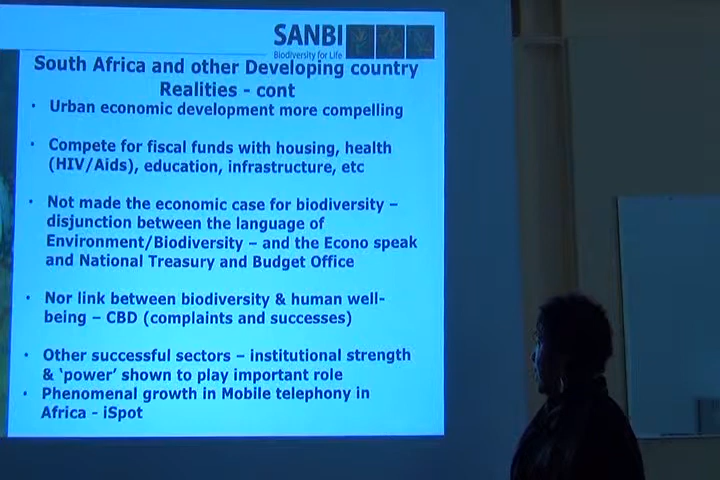 SANBI
Biodiversity for Life
South Africa and other Developing country
Realities - cont
· Urban economic development more compelling
· Compete for fiscal funds with housing, health
(HIV/Aids), education, infrastructure, etc
· Not made the economic case for biodiversity –
disjunction between the language of
Environment/Biodiversity – and the Econo speak
and National Treasury and Budget Office
· Nor link between biodiversity & human well-
being – CBD (complaints and successes)
· Other successful sectors – institutional strength
& ‘power’ shown to play important role
· Phenomenal growth in Mobile telephony in
Africa - iSpot